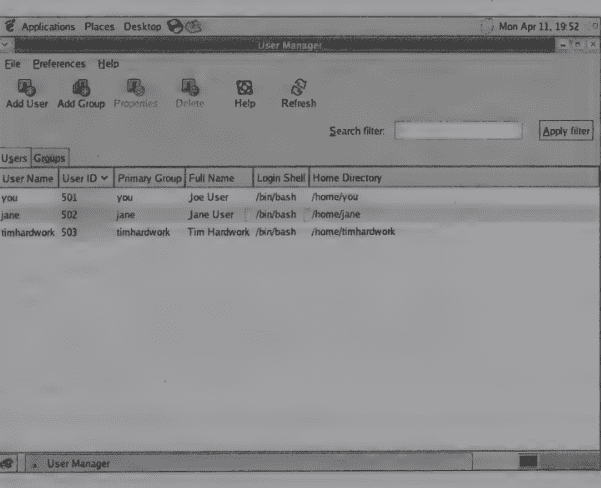 Applications Places Desktop Mon Apr 11, 19:52
User Manager
File Preferences Help
Add User Add Group Properties Delete Help Refresh
Search filter: Apply filter
Users Groups
User Name User ID Primary Group Full Name Login Shell Home Directory
you 501 you Joe User /bin/bash /home/you
jane 502 jane Jane User /bin/bash /home/jane
timhardwork 503 timhardwork Tim Hardwork /bin/bash /home/timhardwork
User Manager